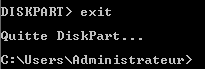 DISKPART> exit
Quitte DiskPart...
C:\Users\Administrateur>